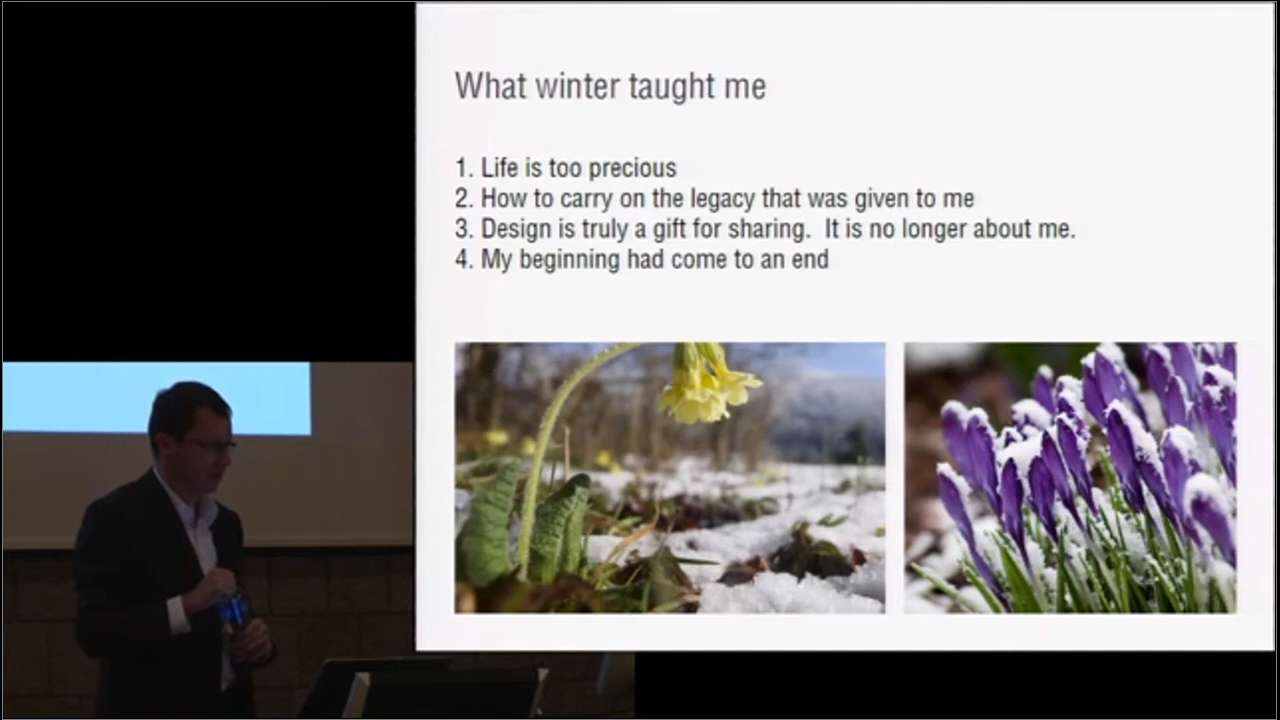 What winter taught me
1. Life is too precious
2. How to carry on the legacy that was given to me
3. Design is truly a gift for sharing.  It is no longer about me.
4. My beginning had come to an end